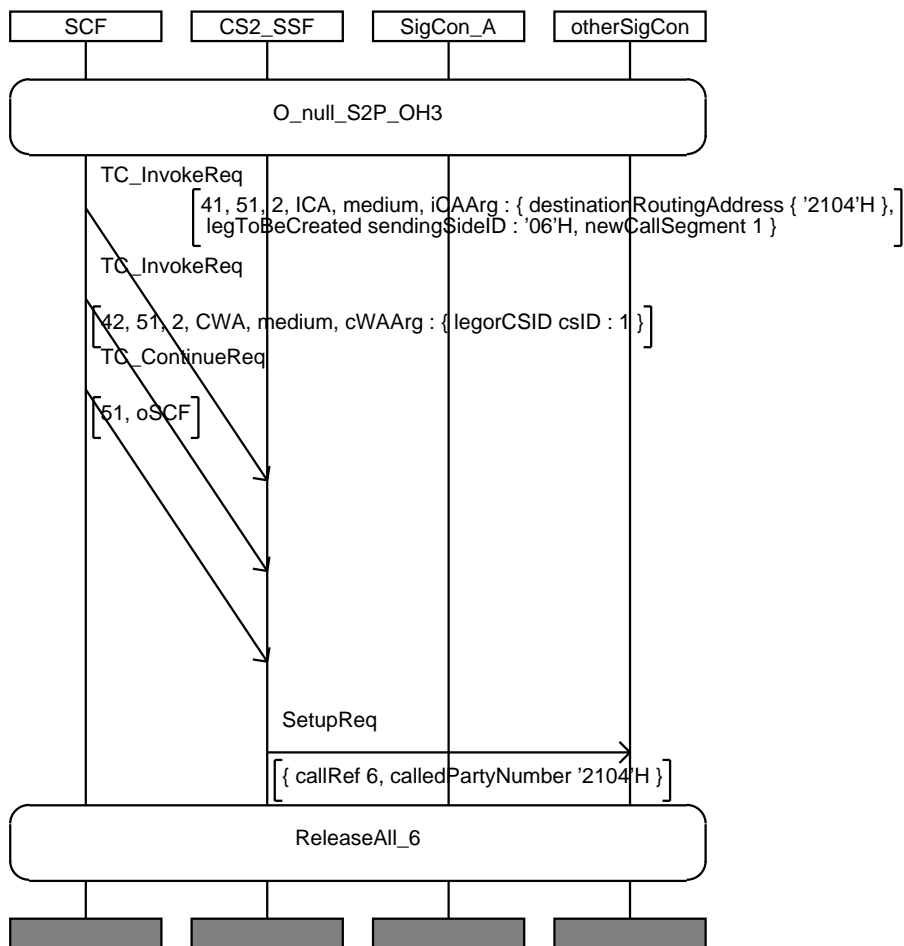 SCF
CS2_SSF
SigCon_A
otherSigCon
O_null_S2P_OH3
TC_InvokeReq
41, 51, 2, ICA, medium, iCAArg : { destinationRoutingAddress { ’2104’H },
legToBeCreated sendingSideID : ’06’H, newCallSegment 1 }
TC_InvokeReq
42, 51, 2, CWA, medium, cWAArg : { legorCSID csID : 1 }
TC_ContinueReq
51, oSCF
SetupReq
{ callRef 6, calledPartyNumber ’2104’H }
ReleaseAll_6